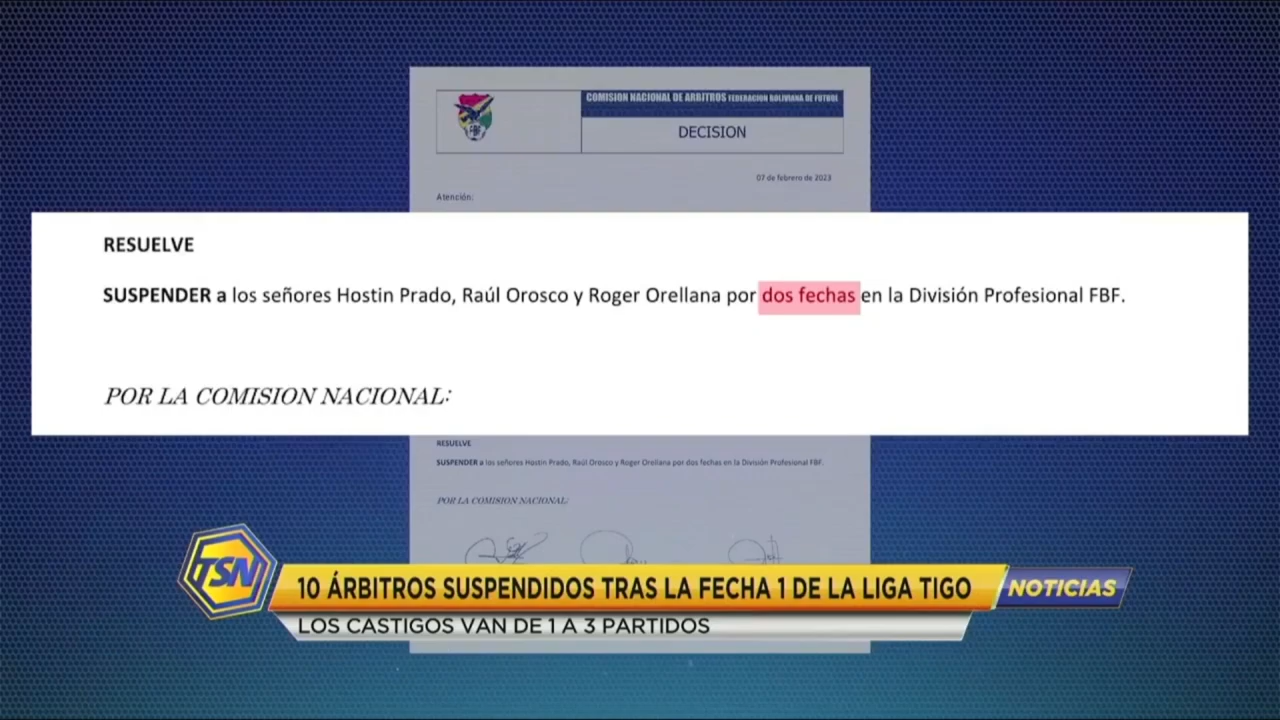 FBF
COMISION NACIONAL DE ARBITROS FEDERACION BOLIVIANA DE FUTBOL
DECISION
07 de febrero de 2023
Atención:
RESUELVE
SUSPENDER a los señores Hostin Prado, Raúl Orosco y Roger Orellana por dos fechas en la División Profesional FBF.
POR LA COMISION NACIONAL:
RESUELVE
SUSPENDER a los señores Hostin Prado, Raúl Orosco y Roger Orellana por dos fechas en la División Profesional FBF.
POR LA COMISION NACIONAL:
TSN
10 ÁRBITROS SUSPENDIDOS TRAS LA FECHA 1 DE LA LIGA TIGO
NOTICIAS
LOS CASTIGOS VAN DE 1 A 3 PARTIDOS